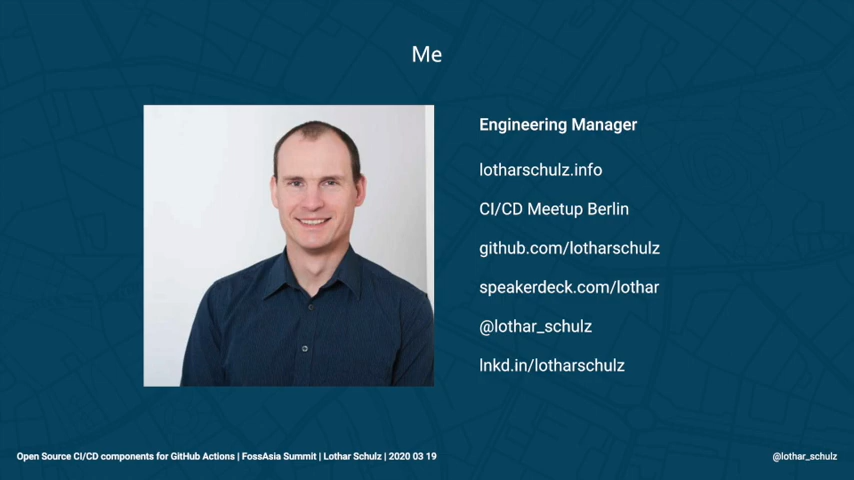 Me
Engineering Manager
lotharschulz.info
CI/CD Meetup Berlin
github.com/lotharschulz
speakerdeck.com/lothar
@lothar_schulz
lnkd.in/lotharschulz
Open Source CI/CD components for GitHub Actions | FossAsia Summit | Lothar Schulz | 2020 03 19
@lothar_schulz